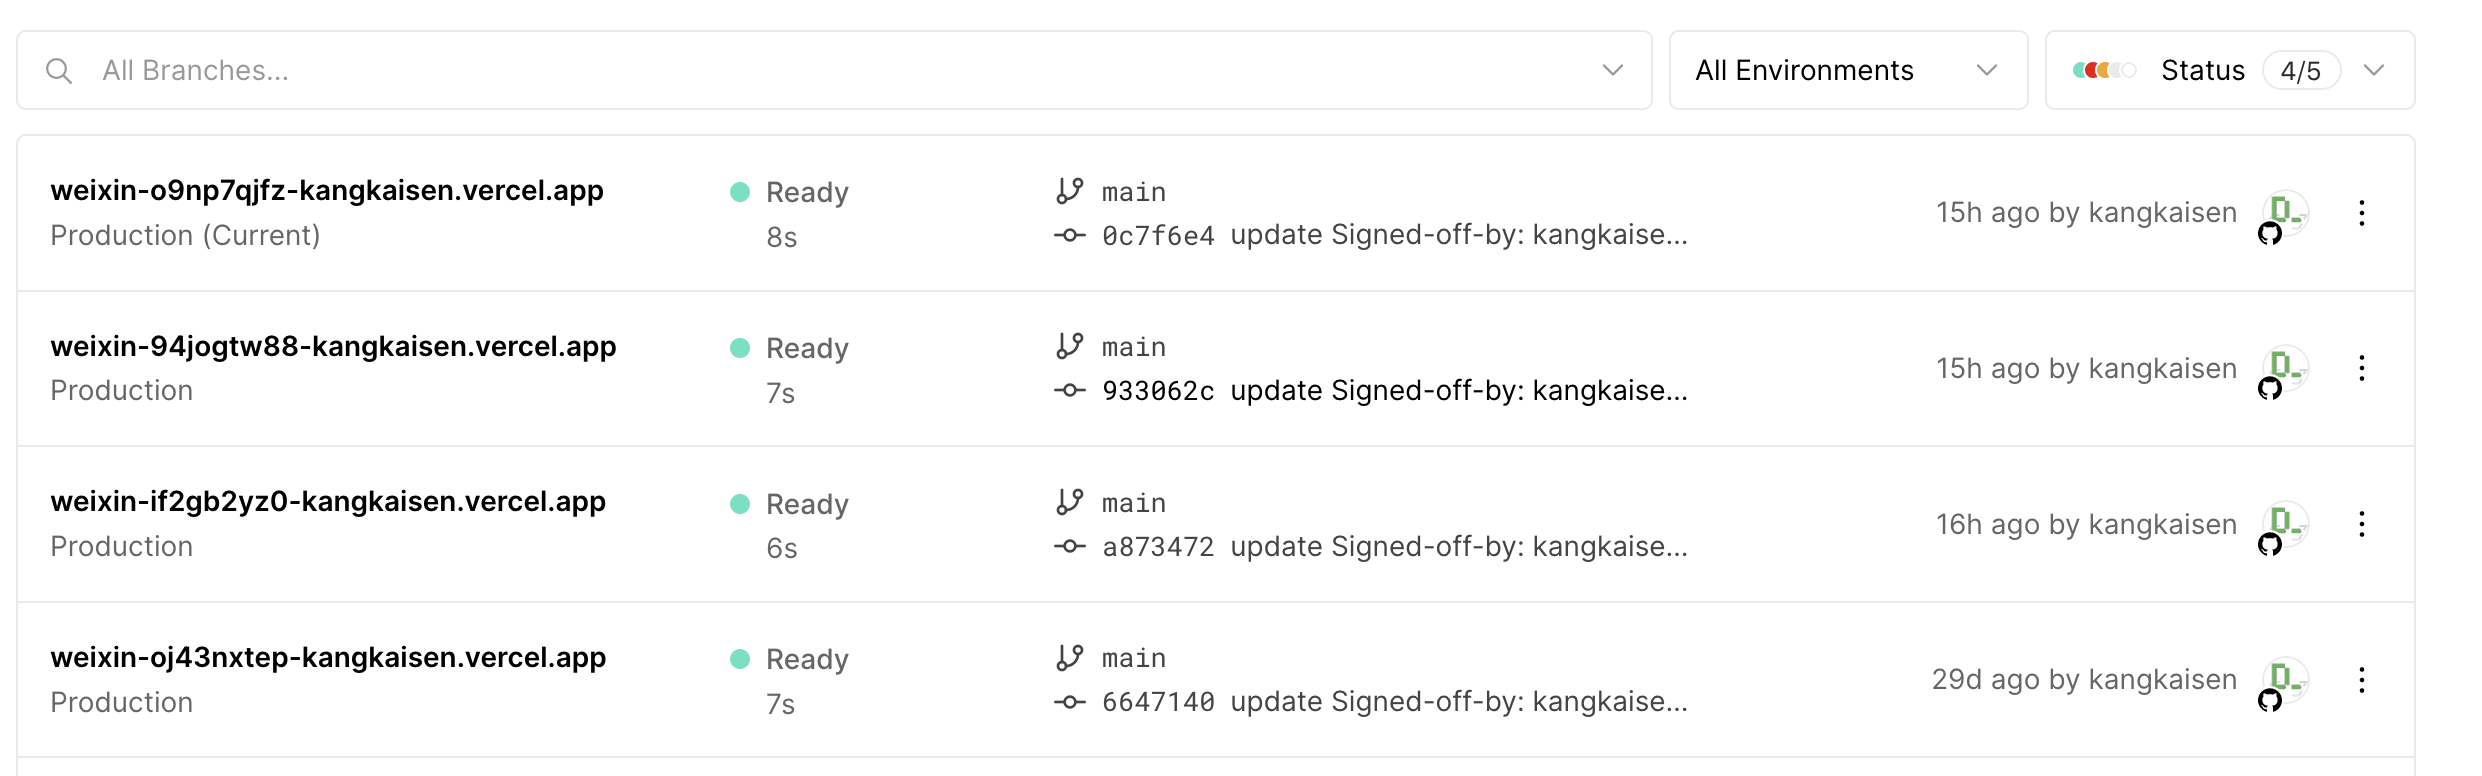 All Branches...
All Environments
Status 4/5
weixin-o9np7qjfz-kangkaisen.vercel.app
Production (Current)
Ready
8s
main
0c7f6e4 update Signed-off-by: kangkaise...
15h ago by kangkaisen
weixin-94jogtw88-kangkaisen.vercel.app
Production
Ready
7s
main
933062c update Signed-off-by: kangkaise...
15h ago by kangkaisen
weixin-if2gb2yz0-kangkaisen.vercel.app
Production
Ready
6s
main
a873472 update Signed-off-by: kangkaise...
16h ago by kangkaisen
weixin-oj43nxtep-kangkaisen.vercel.app
Production
Ready
7s
main
6647140 update Signed-off-by: kangkaise...
29d ago by kangkaisen